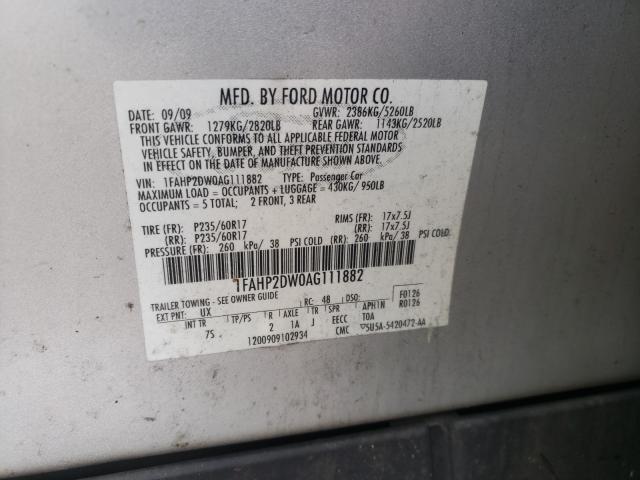 MFD. BY FORD MOTOR CO.
DATE: 09/09 GVWR: 2386KG/5260LB
FRONT GAWR: 1279KG/2820LB REAR GAWR: 1143KG/2520LB
THIS VEHICLE CONFORMS TO ALL APPLICABLE FEDERAL MOTOR
VEHICLE SAFETY, BUMPER, AND THEFT PREVENTION STANDARDS
IN EFFECT ON THE DATE OF MANUFACTURE SHOWN ABOVE.
VIN: 1FAHP2DW0AG111882 TYPE: Passenger Car
MAXIMUM LOAD = OCCUPANTS + LUGGAGE = 430KG/ 950LB
OCCUPANTS = 5 TOTAL; 2 FRONT, 3 REAR
TIRE (FR): P235/60R17 RIMS (FR): 17x7.5J
(RR): P235/60R17 (RR): 17x7.5J
PRESSURE (FR): 260 kPa/ 38 PSI COLD (RR): 260 kPa/ 38 PSI COLD
1FAHP2DW0AG111882
TRAILER TOWING - SEE OWNER GUIDE F0126
EXT PNT: UX RC: 48 DSO: R0126
INT TR TP/PS R AXLE TR SPR APH1N
7S 2 1A J EECC T0A
1200909102934 CMC ▽5U5A-5420472-AA